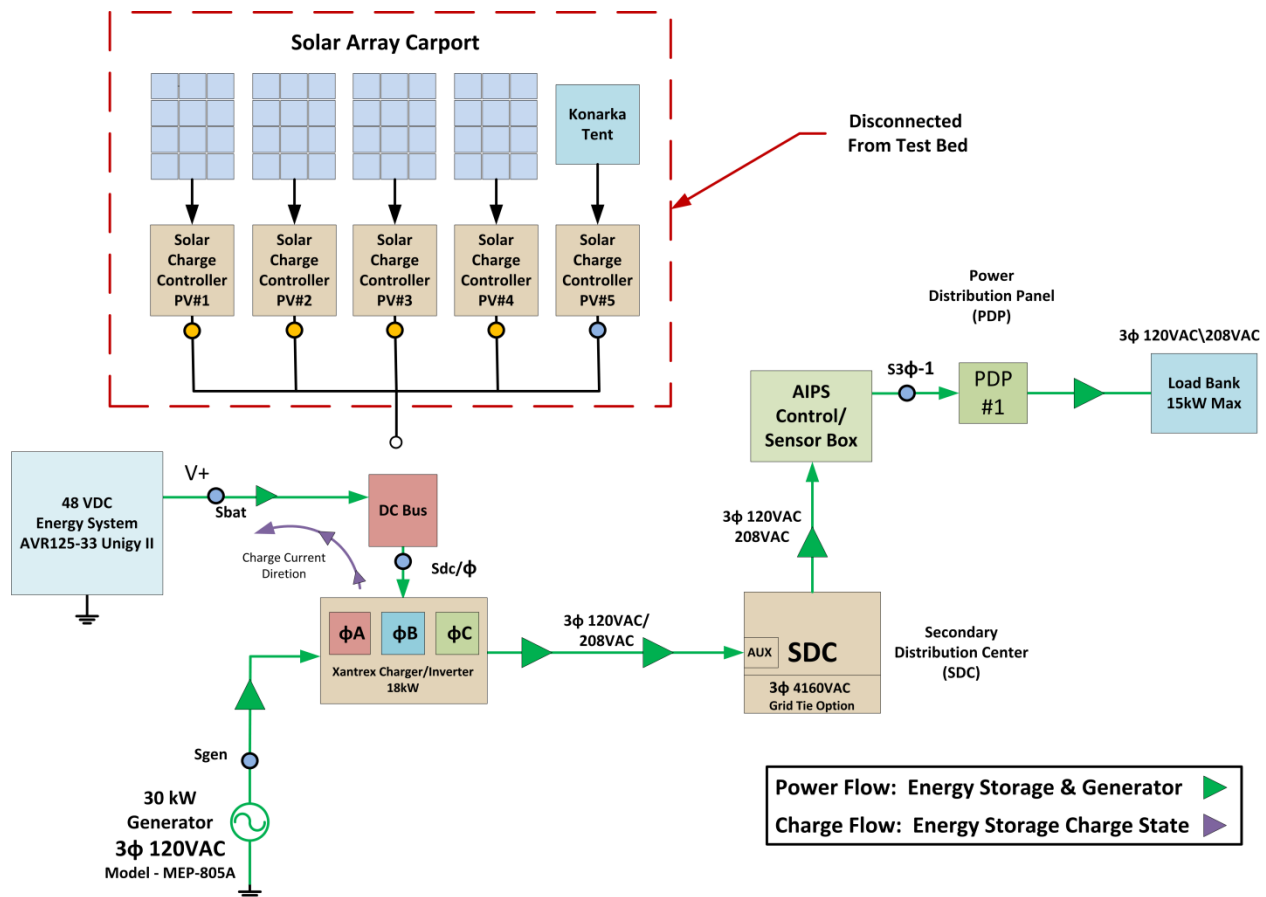 Solar Array Carport
Konarka
Tent
Disconnected
From Test Bed
Solar
Charge
Controller
PV#1
Solar
Charge
Controller
PV#2
Solar
Charge
Controller
PV#3
Solar
Charge
Controller
PV#4
Solar
Charge
Controller
PV#5
Power
Distribution Panel
(PDP)
3ϕ 120VAC\208VAC
S3ϕ-1
AIPS
Control/
Sensor Box
PDP
#1
Load Bank
15kW Max
48 VDC
Energy System
AVR125-33 Unigy II
V+
Sbat
DC Bus
Charge Current
Diretion
Sdc/ϕ
3ϕ 120VAC
208VAC
ϕA
ϕB
ϕC
Xantrex Charger/Inverter
18kW
3ϕ 120VAC/
208VAC
AUX
SDC
3ϕ 4160VAC
Grid Tie Option
Secondary
Distribution Center
(SDC)
Sgen
30 kW
Generator
3ϕ 120VAC
Model - MEP-805A
Power Flow: Energy Storage & Generator
Charge Flow: Energy Storage Charge State